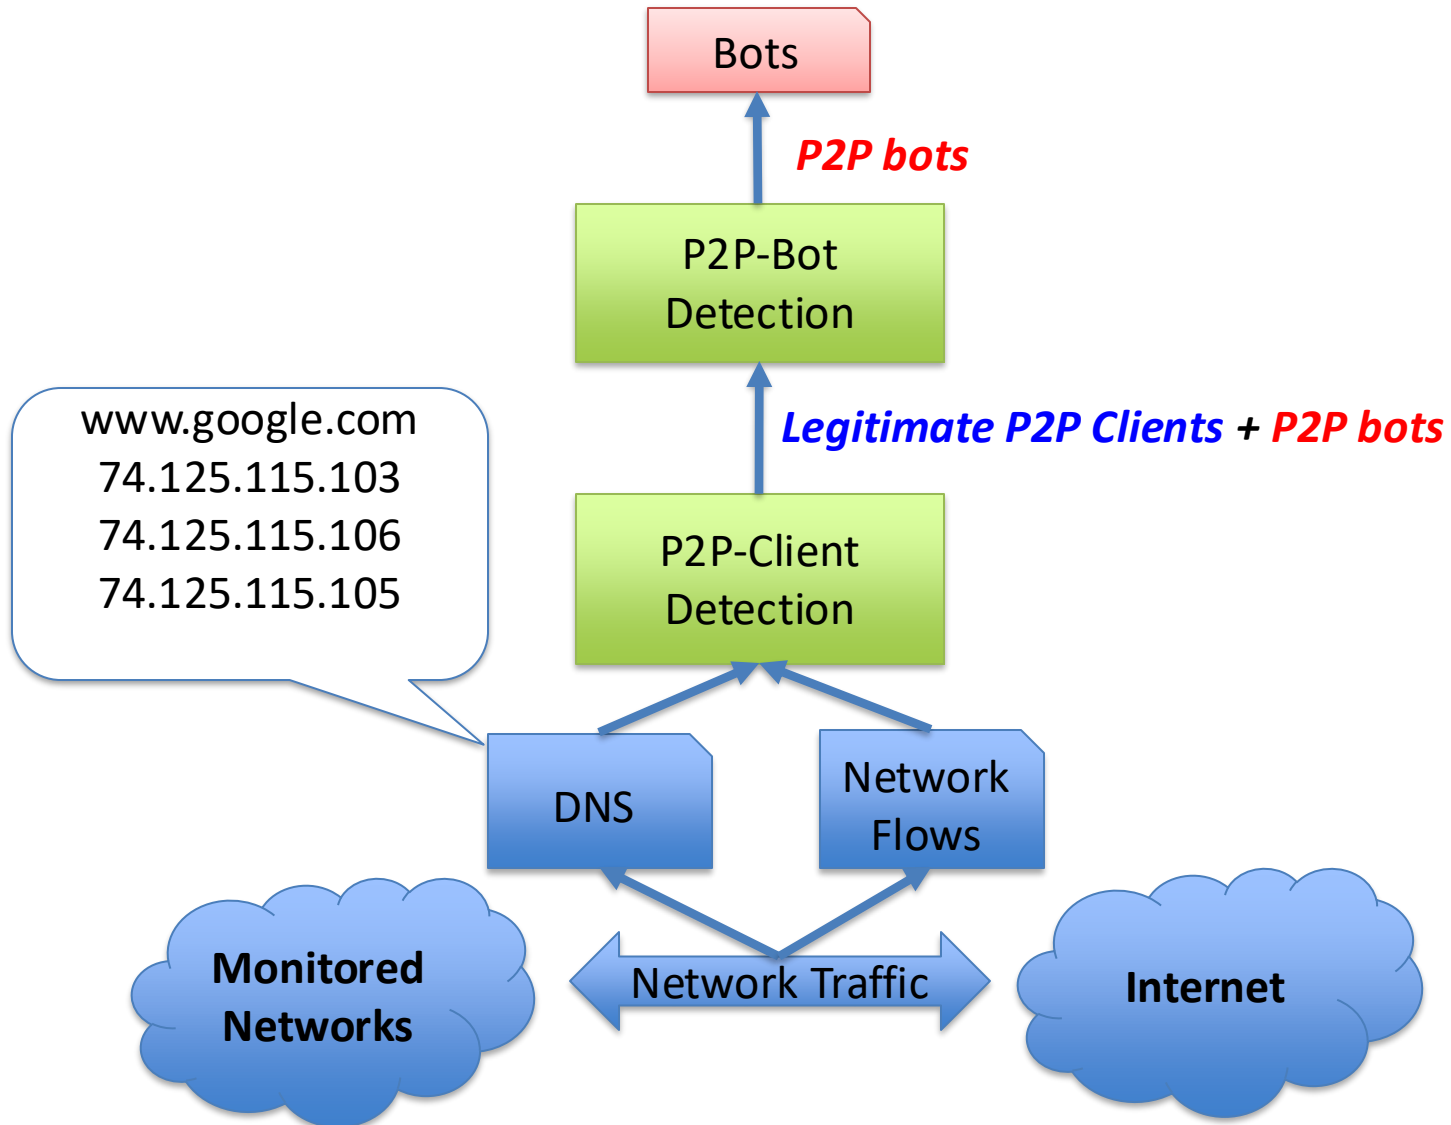 Bots
P2P bots
P2P-Bot
Detection
Legitimate P2P Clients + P2P bots
www.google.com
74.125.115.103
74.125.115.106
74.125.115.105
P2P-Client
Detection
DNS
Network
Flows
Monitored
Networks
Network Traffic
Internet